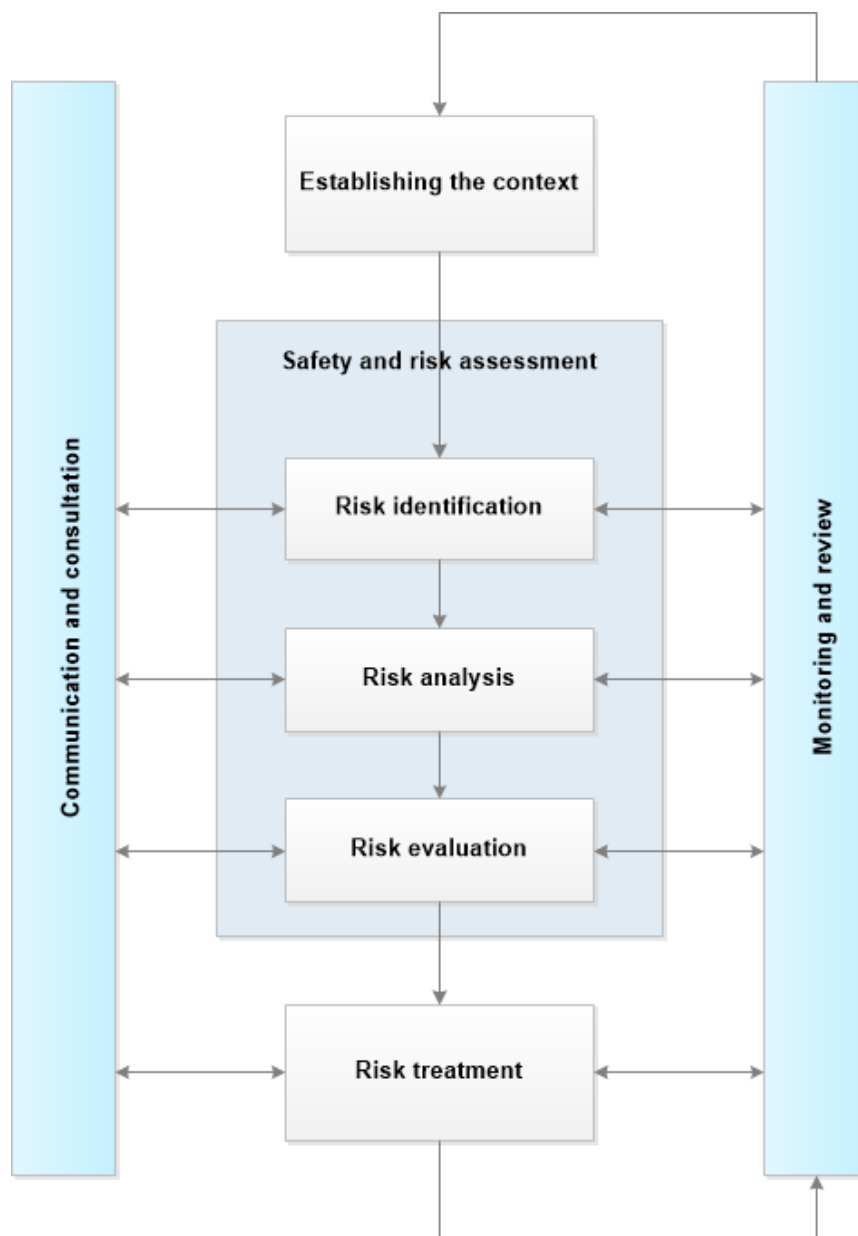 Establishing the context
Safety and risk assessment
Communication and consultation
Risk identification
Monitoring and review
Risk analysis
Risk evaluation
Risk treatment